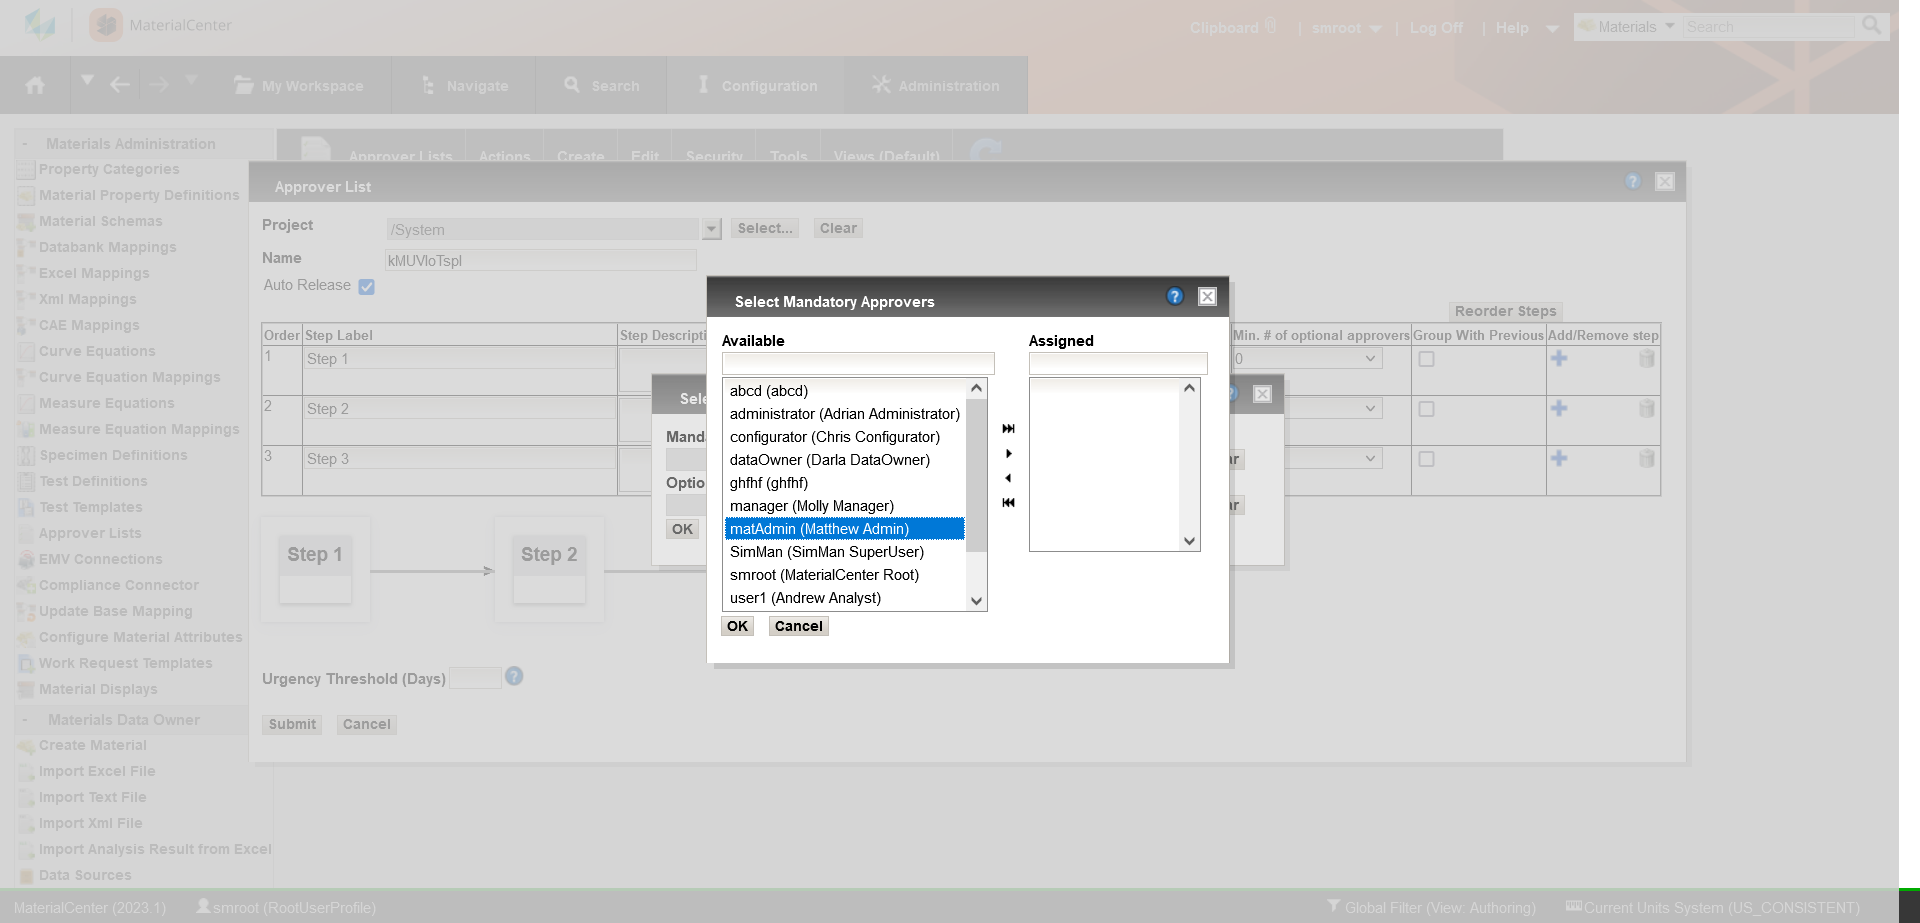 MaterialCenter
Clipboard | smroot | Log Off | Help Materials Search
My Workspace Navigate Search Configuration Administration
- Materials Administration
Property Categories
Material Property Definitions
Material Schemas
Databank Mappings
Excel Mappings
Xml Mappings
CAE Mappings
Curve Equations
Curve Equation Mappings
Measure Equations
Measure Equation Mappings
Specimen Definitions
Test Definitions
Test Templates
Approver Lists
EMV Connections
Compliance Connector
Update Base Mapping
Configure Material Attributes
Work Request Templates
Material Displays
- Materials Data Owner
Create Material
Import Excel File
Import Text File
Import Xml File
Import Analysis Result from Excel
Data Sources
Approver Lists Actions Create Edit Security Tools Views (Default)
Approver List ?
Project /System Select... Clear
Name
Auto Release
Reorder Steps
Order Step Label Step Descripti Min. # of optional approvers Group With Previous Add/Remove step
1 Step 1 0
2 Step 2
3 Step 3
Step 1 Step 2
Urgency Threshold (Days) ?
Submit Cancel
Sele
Manda
Optio
OK
Select Mandatory Approvers ?
Available Assigned
abcd (abcd)
administrator (Adrian Administrator)
configurator (Chris Configurator)
dataOwner (Darla DataOwner)
ghfhf (ghfhf)
manager (Molly Manager)
matAdmin (Matthew Admin)
SimMan (SimMan SuperUser)
smroot (MaterialCenter Root)
user1 (Andrew Analyst)
OK Cancel
MaterialCenter (2023.1) smroot (RootUserProfile) Global Filter (View: Authoring) Current Units System (US_CONSISTENT)